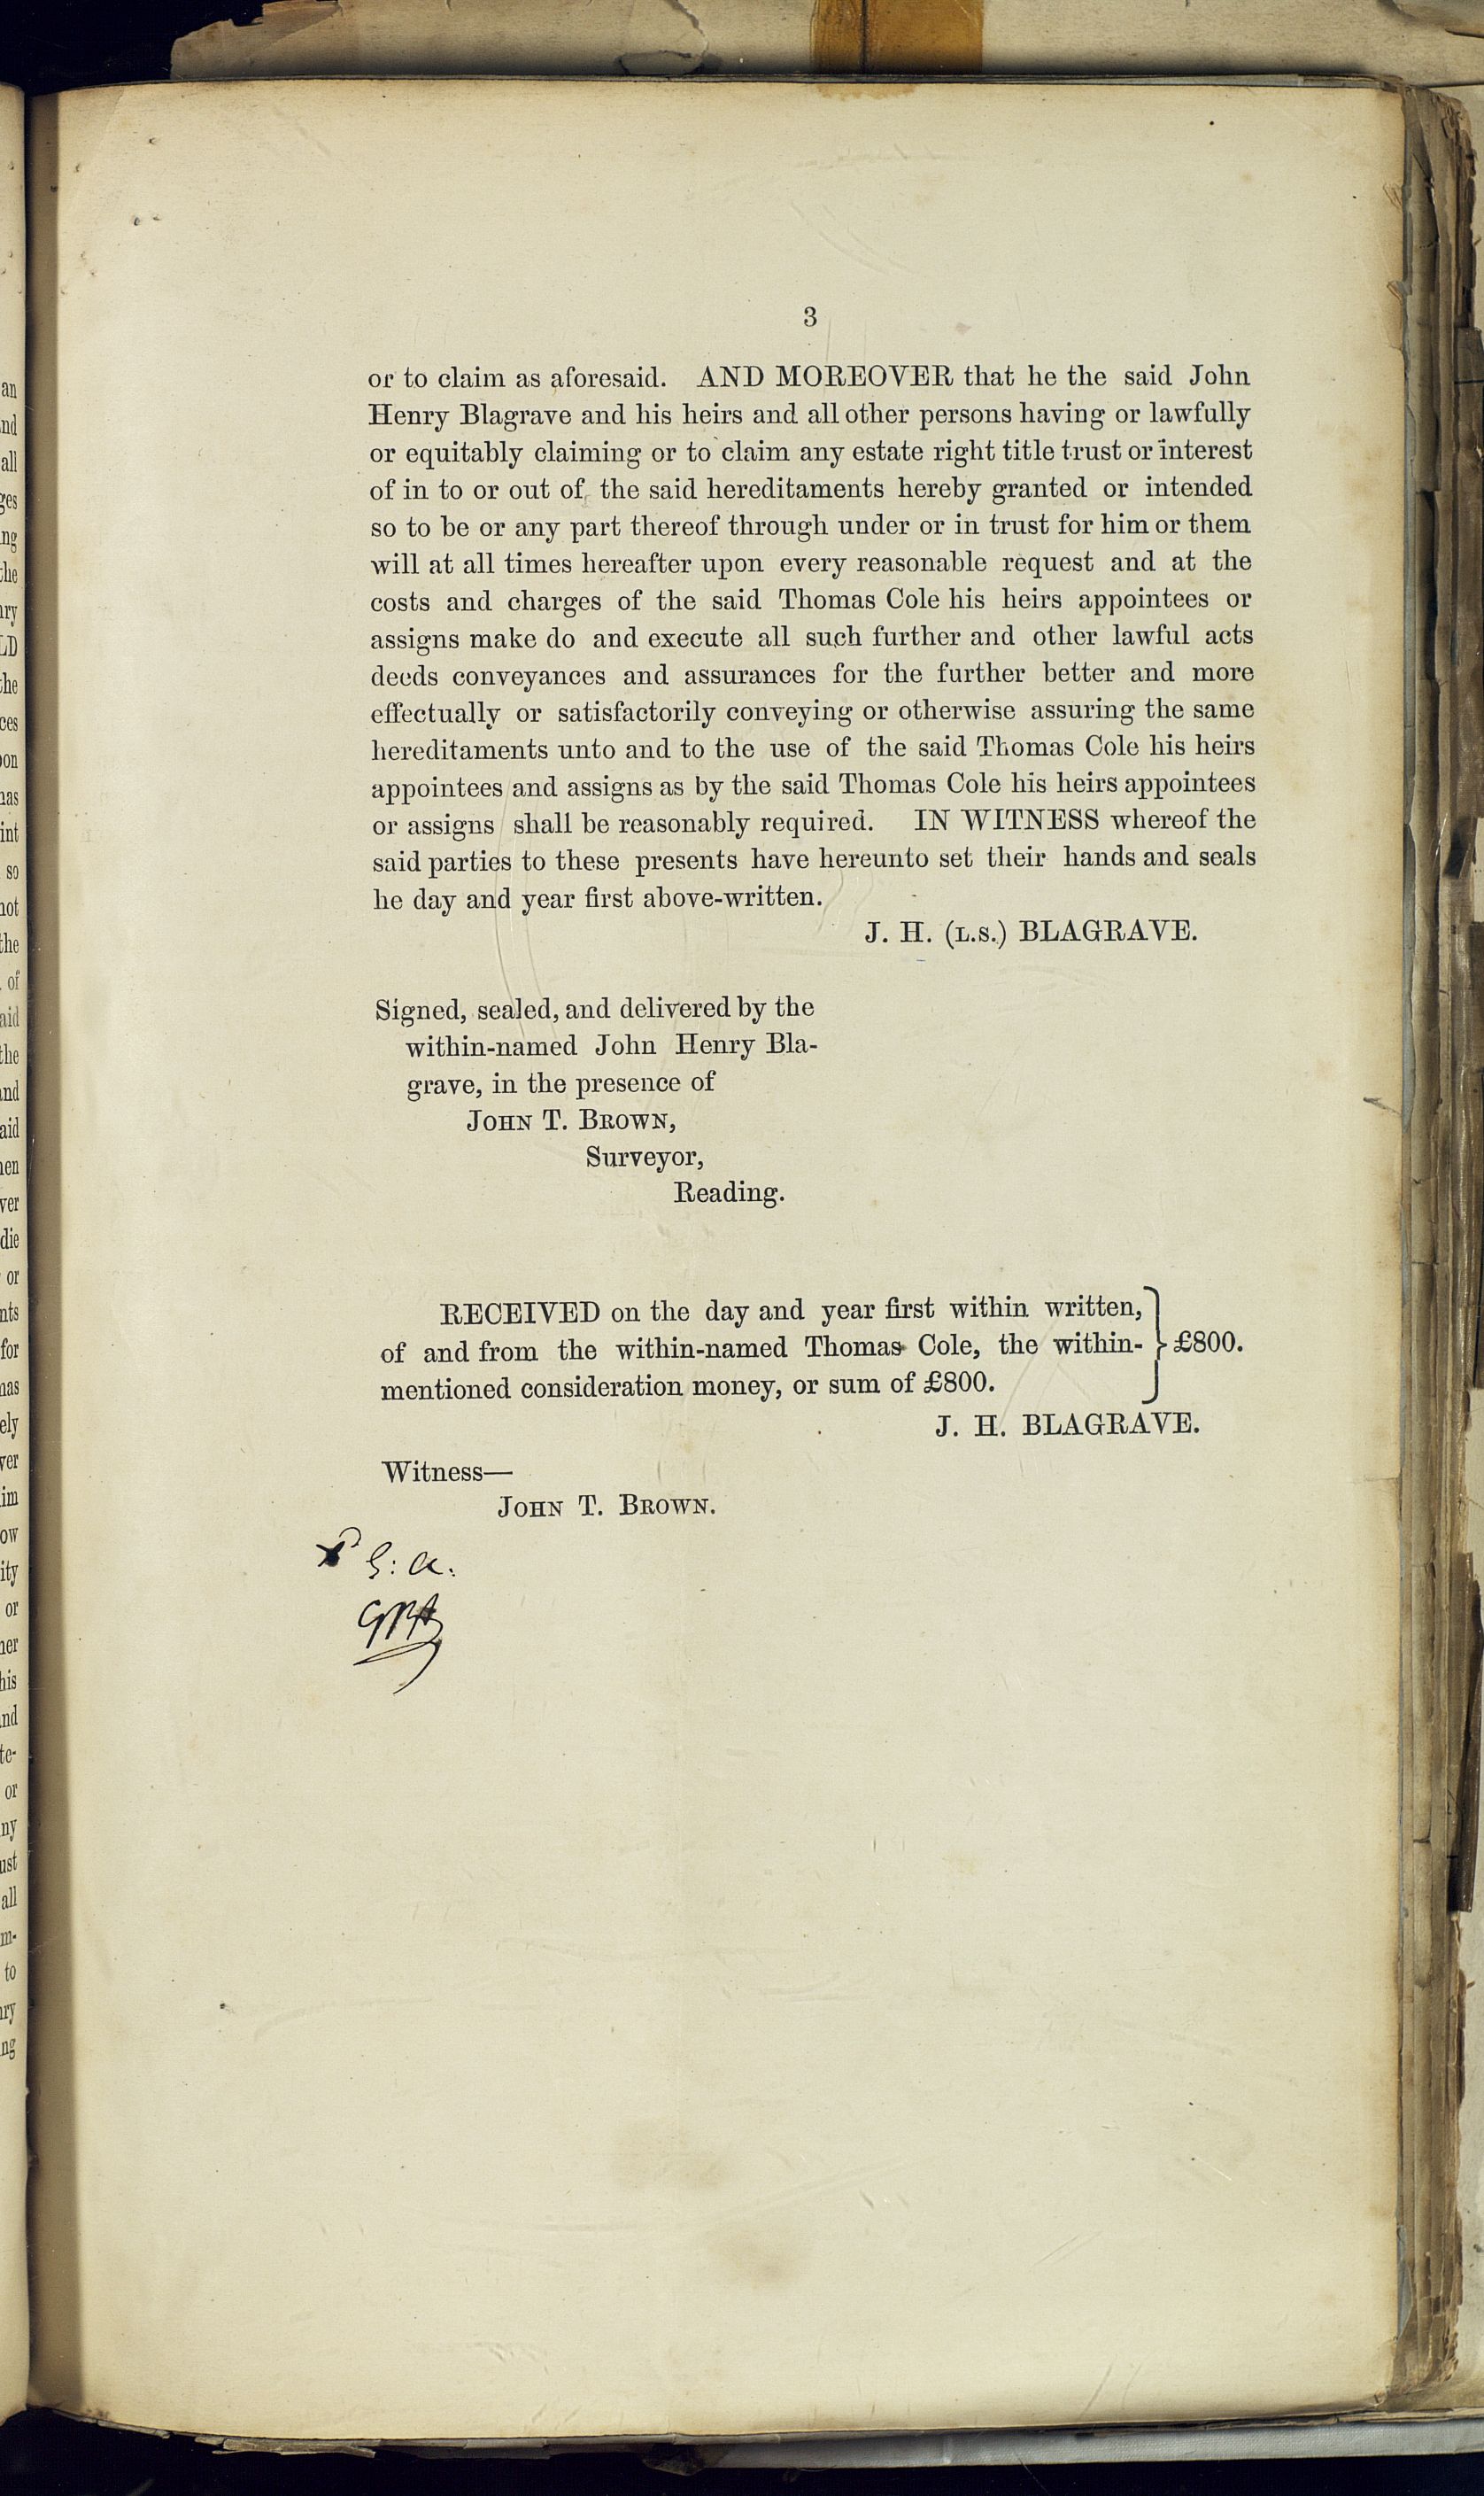 3
or to claim as aforesaid. AND MOREOVER that he the said John
Henry Blagrave and his heirs and all other persons having or lawfully
or equitably claiming or to claim any estate right title trust or interest
of in to or out of the said hereditaments hereby granted or intended
so to be or any part thereof through under or in trust for him or them
will at all times hereafter upon every reasonable request and at the
costs and charges of the said Thomas Cole his heirs appointees or
assigns make do and execute all such further and other lawful acts
deeds conveyances and assurances for the further better and more
effectually or satisfactorily conveying or otherwise assuring the same
hereditaments unto and to the use of the said Thomas Cole his heirs
appointees and assigns as by the said Thomas Cole his heirs appointees
or assigns shall be reasonably required. IN WITNESS whereof the
said parties to these presents have hereunto set their hands and seals
he day and year first above-written.
J. H. (L.S.) BLAGRAVE.
Signed, sealed, and delivered by the
within-named John Henry Bla-
grave, in the presence of
JOHN T. BROWN,
Surveyor,
Reading.
RECEIVED on the day and year first within written,
of and from the within-named Thomas Cole, the within- £800.
mentioned consideration money, or sum of £800.
J. H. BLAGRAVE.
Witness—
JOHN T. BROWN.